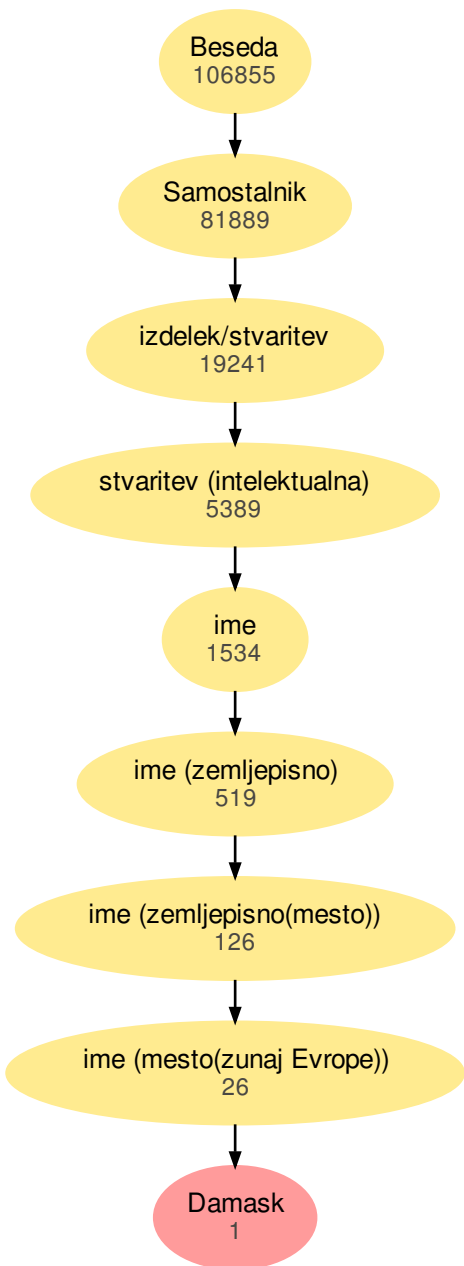 Beseda
106855
Samostalnik
81889
izdelek/stvaritev
19241
stvaritev (intelektualna)
5389
ime
1534
ime (zemljepisno)
519
ime (zemljepisno(mesto))
126
ime (mesto(zunaj Evrope))
26
Damask
1